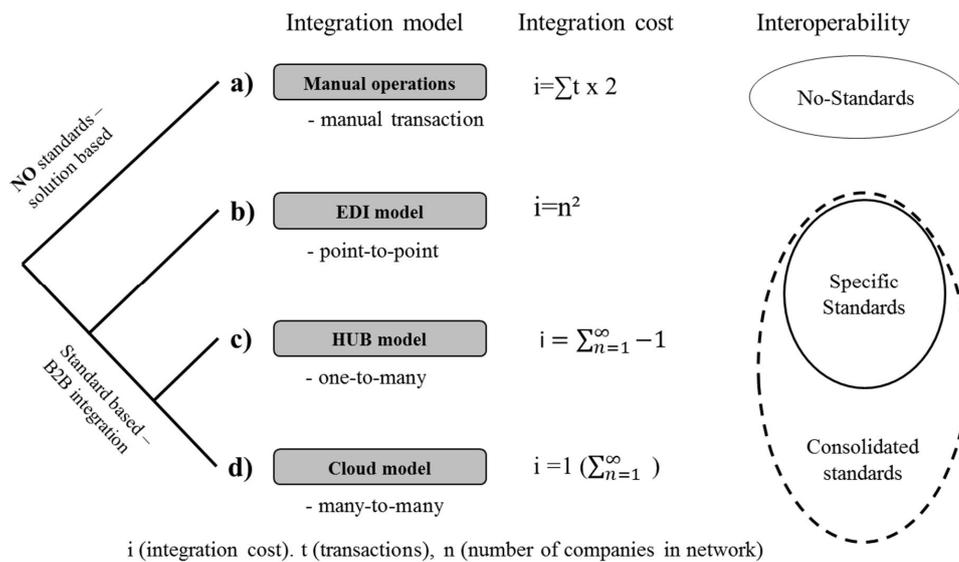 Integration model
Integration cost
Interoperability
NO standards –
solution based
a)
Manual operations
- manual transaction
i=∑t x 2
No-Standards
b)
EDI model
- point-to-point
i=n²
Specific
Standards
Standard based –
B2B integration
c)
HUB model
- one-to-many
i = ∑_{n=1}^{∞} −1
d)
Cloud model
- many-to-many
i =1 (∑_{n=1}^{∞} )
Consolidated
standards
i (integration cost). t (transactions), n (number of companies in network)